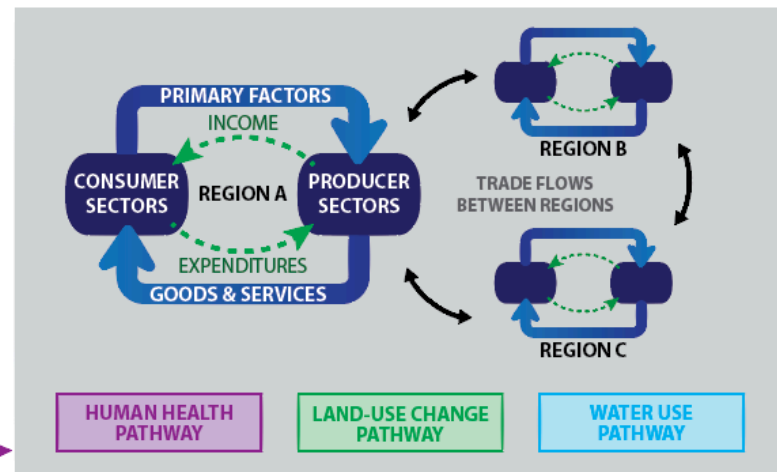 PRIMARY FACTORS
INCOME
CONSUMER
SECTORS
REGION A
PRODUCER
SECTORS
EXPENDITURES
GOODS & SERVICES
REGION B
TRADE FLOWS
BETWEEN REGIONS
REGION C
HUMAN HEALTH
PATHWAY
LAND-USE CHANGE
PATHWAY
WATER USE
PATHWAY